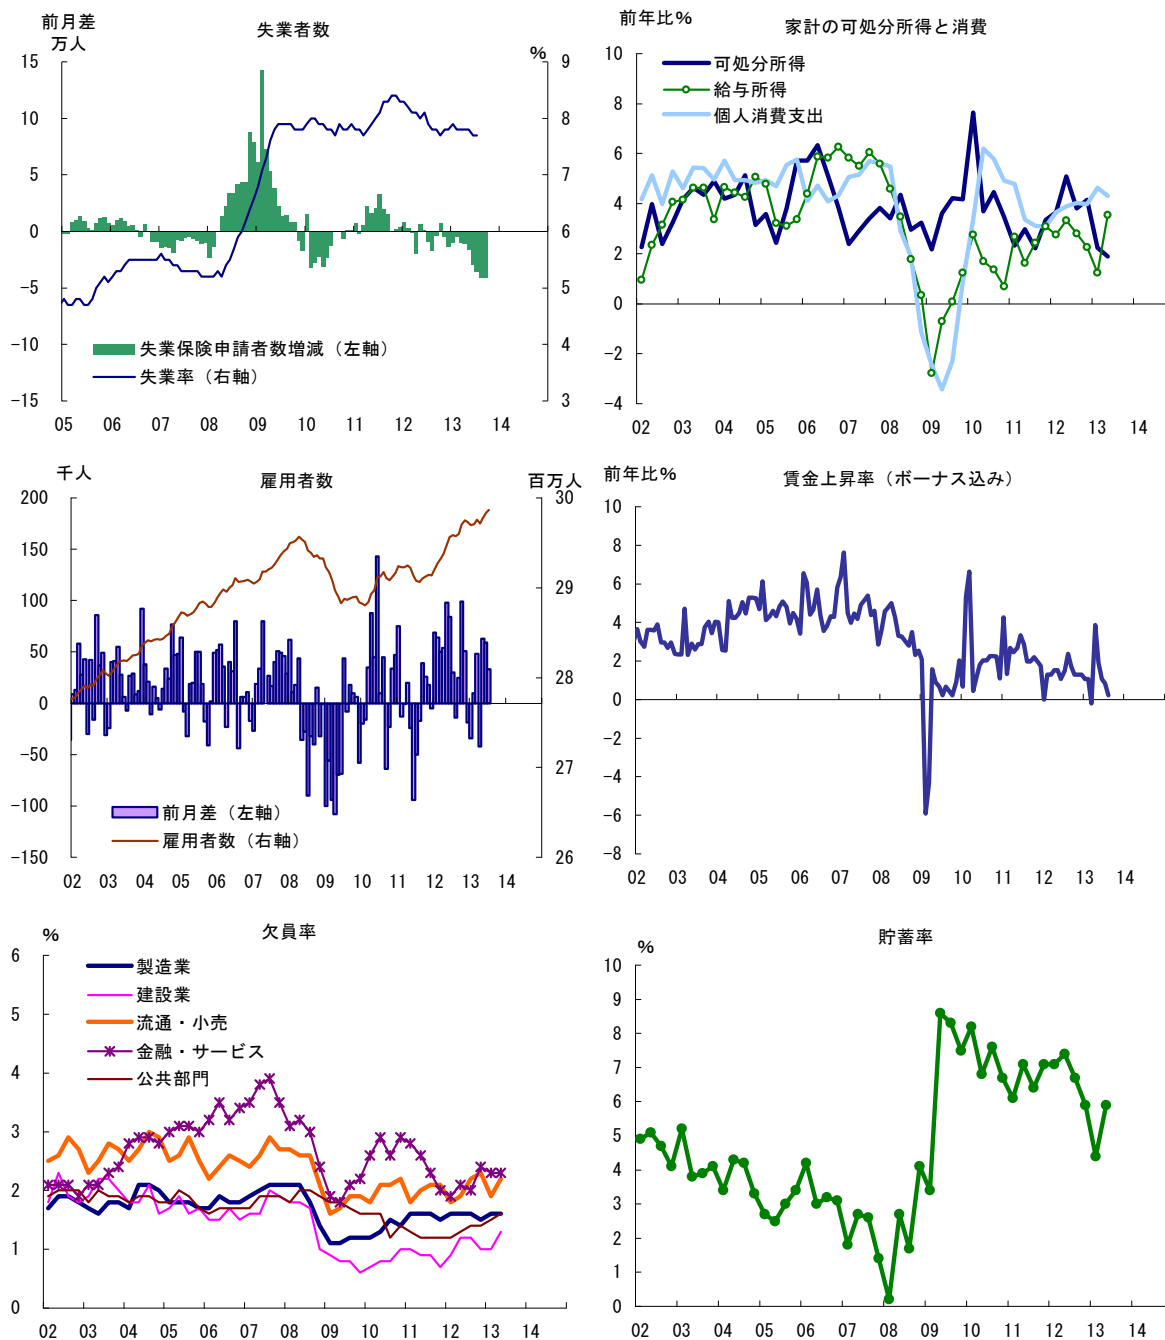 失業者数
前月差
万人
%
15
10
5
0
-5
-10
-15
9
8
7
6
5
4
3
失業保険申請者数増減（左軸）
失業率（右軸）
05 06 07 08 09 10 11 12 13 14
家計の可処分所得と消費
前年比%
10
8
6
4
2
0
-2
-4
可処分所得
給与所得
個人消費支出
02 03 04 05 06 07 08 09 10 11 12 13 14
雇用者数
千人
百万人
200
150
100
50
0
-50
-100
-150
30
29
28
27
26
前月差（左軸）
雇用者数（右軸）
02 03 04 05 06 07 08 09 10 11 12 13 14
賃金上昇率（ボーナス込み）
前年比%
10
8
6
4
2
0
-2
-4
-6
-8
02 03 04 05 06 07 08 09 10 11 12 13 14
欠員率
%
6
5
4
3
2
1
0
製造業
建設業
流通・小売
金融・サービス
公共部門
02 03 04 05 06 07 08 09 10 11 12 13 14
貯蓄率
%
10
9
8
7
6
5
4
3
2
1
0
02 03 04 05 06 07 08 09 10 11 12 13 14